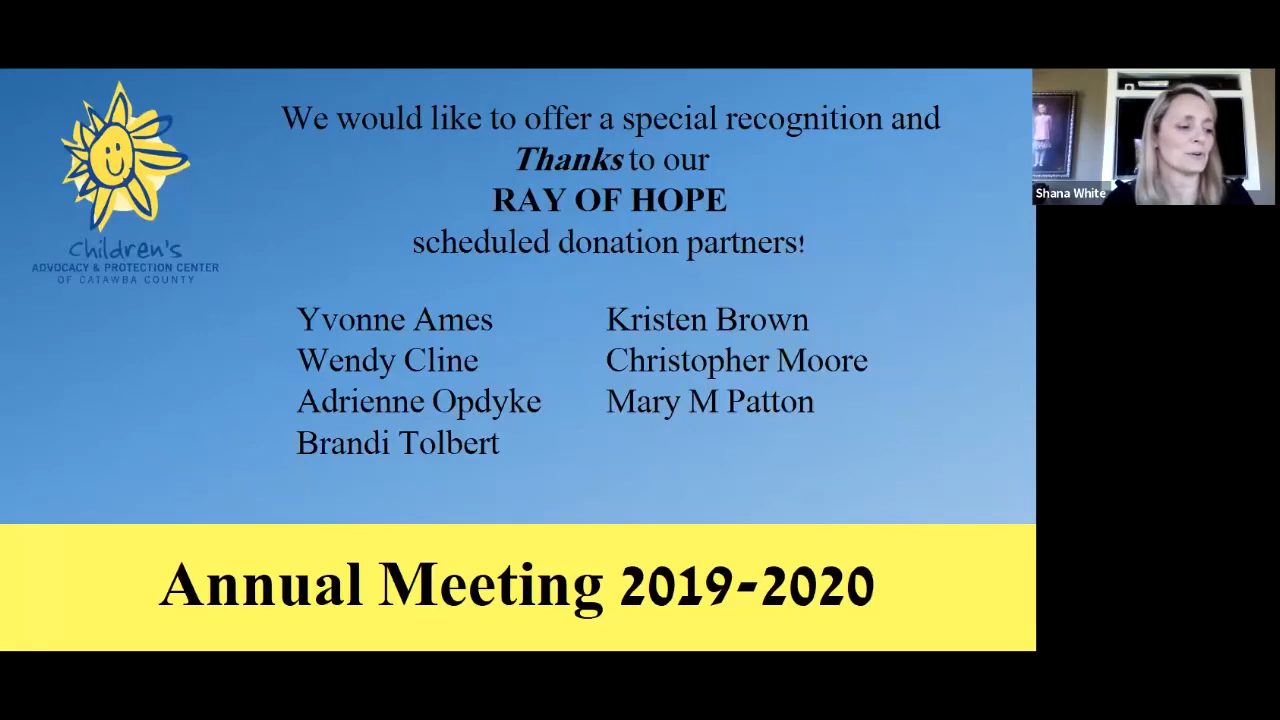 We would like to offer a special recognition and
Thanks to our
RAY OF HOPE
scheduled donation partners!
children's
ADVOCACY & PROTECTION CENTER
OF CATAWBA COUNTY
Yvonne Ames
Wendy Cline
Adrienne Opdyke
Brandi Tolbert
Kristen Brown
Christopher Moore
Mary M Patton
Annual Meeting 2019-2020
Shana White